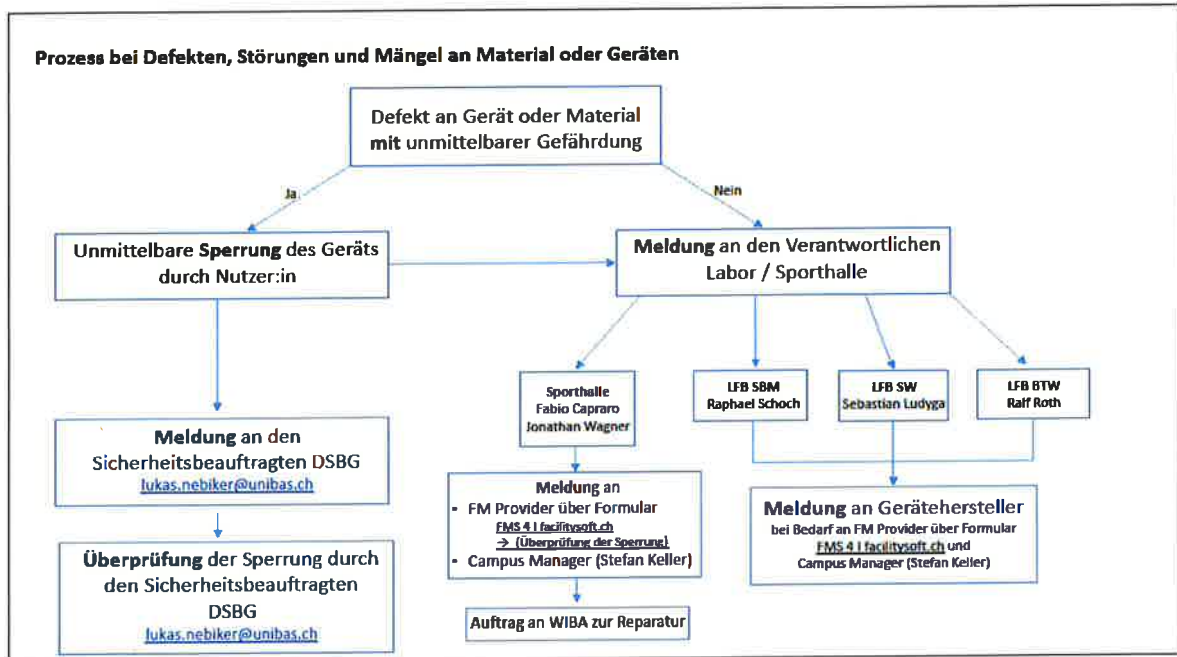 Prozess bei Defekten, Störungen und Mängel an Material oder Geräten
Defekt an Gerät oder Material
mit unmittelbarer Gefährdung
Ja
Nein
Unmittelbare Sperrung des Geräts
durch Nutzer:in
Meldung an den Verantwortlichen
Labor / Sporthalle
Sporthalle
Fabio Capraro
Jonathan Wagner
LFB SBM
Raphael Schoch
LFB SW
Sebastian Ludyga
LFB BTW
Ralf Roth
Meldung an den
Sicherheitsbeauftragten DSBG
lukas.nebiker@unibas.ch
Überprüfung der Sperrung durch
den Sicherheitsbeauftragten
DSBG
lukas.nebiker@unibas.ch
Meldung an
• FM Provider über Formular
FMS 4 I facilitysoft.ch
→ (Überprüfung der Sperrung)
• Campus Manager (Stefan Keller)
Auftrag an WIBA zur Reparatur
Meldung an Gerätehersteller
bei Bedarf an FM Provider über Formular
FMS 4 I facilitysoft.ch und
Campus Manager (Stefan Keller)